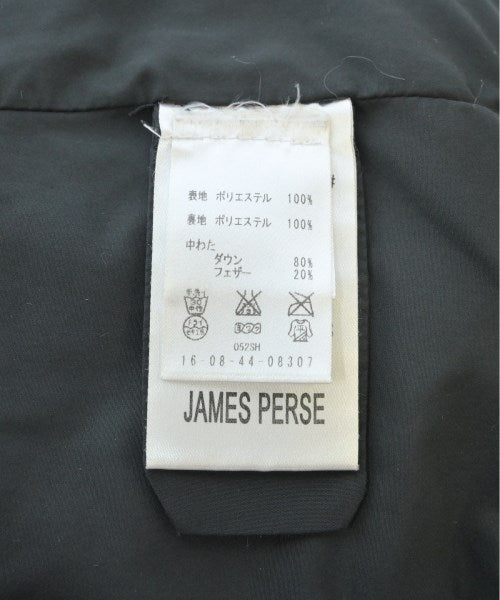 表地 ポリエステル 100%
裏地 ポリエステル 100%
中わた
ダウン 80%
フェザー 20%
052SH
16-08-44-08307
JAMES PERSE